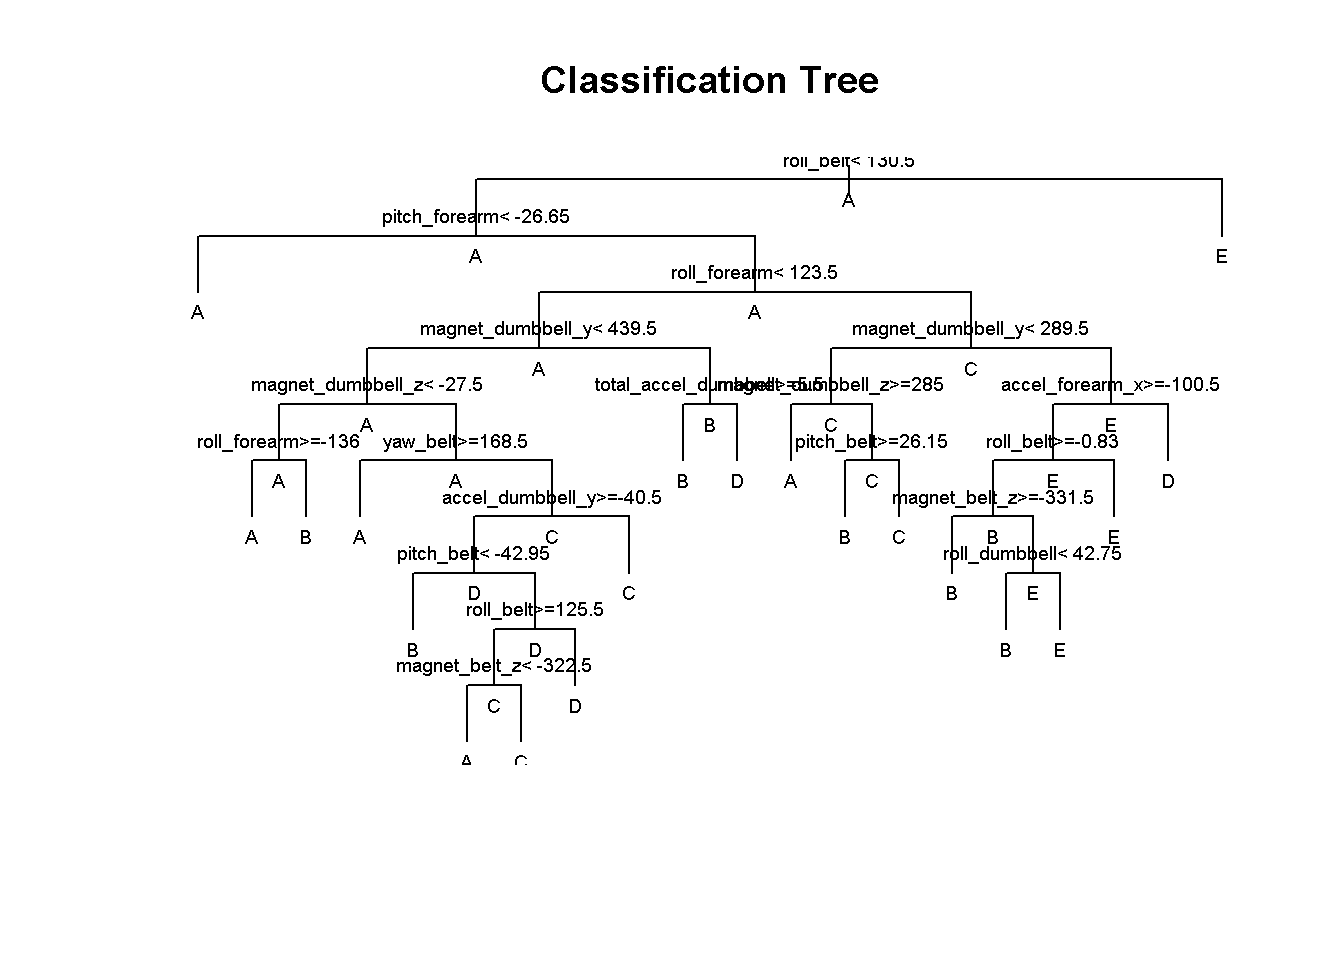 Classification Tree
roll_belt< 130.5
A
pitch_forearm< -26.65
A E
roll_forearm< 123.5
A A
magnet_dumbbell_y< 439.5 magnet_dumbbell_y< 289.5
A C
magnet_dumbbell_z< -27.5 total_accel_dumbbell>=5.5 magnet_dumbbell_z>=285 accel_forearm_x>=-100.5
A B C E
roll_forearm>=-136 yaw_belt>=168.5 pitch_belt>=26.15 roll_belt>=-0.83
A A B D A C E D
accel_dumbbell_y>=-40.5 magnet_belt_z>=-331.5
A B A C B C B E
pitch_belt< -42.95 roll_dumbbell< 42.75
D C B E
roll_belt>=125.5
B D B E
magnet_belt_z< -322.5
C D
A C